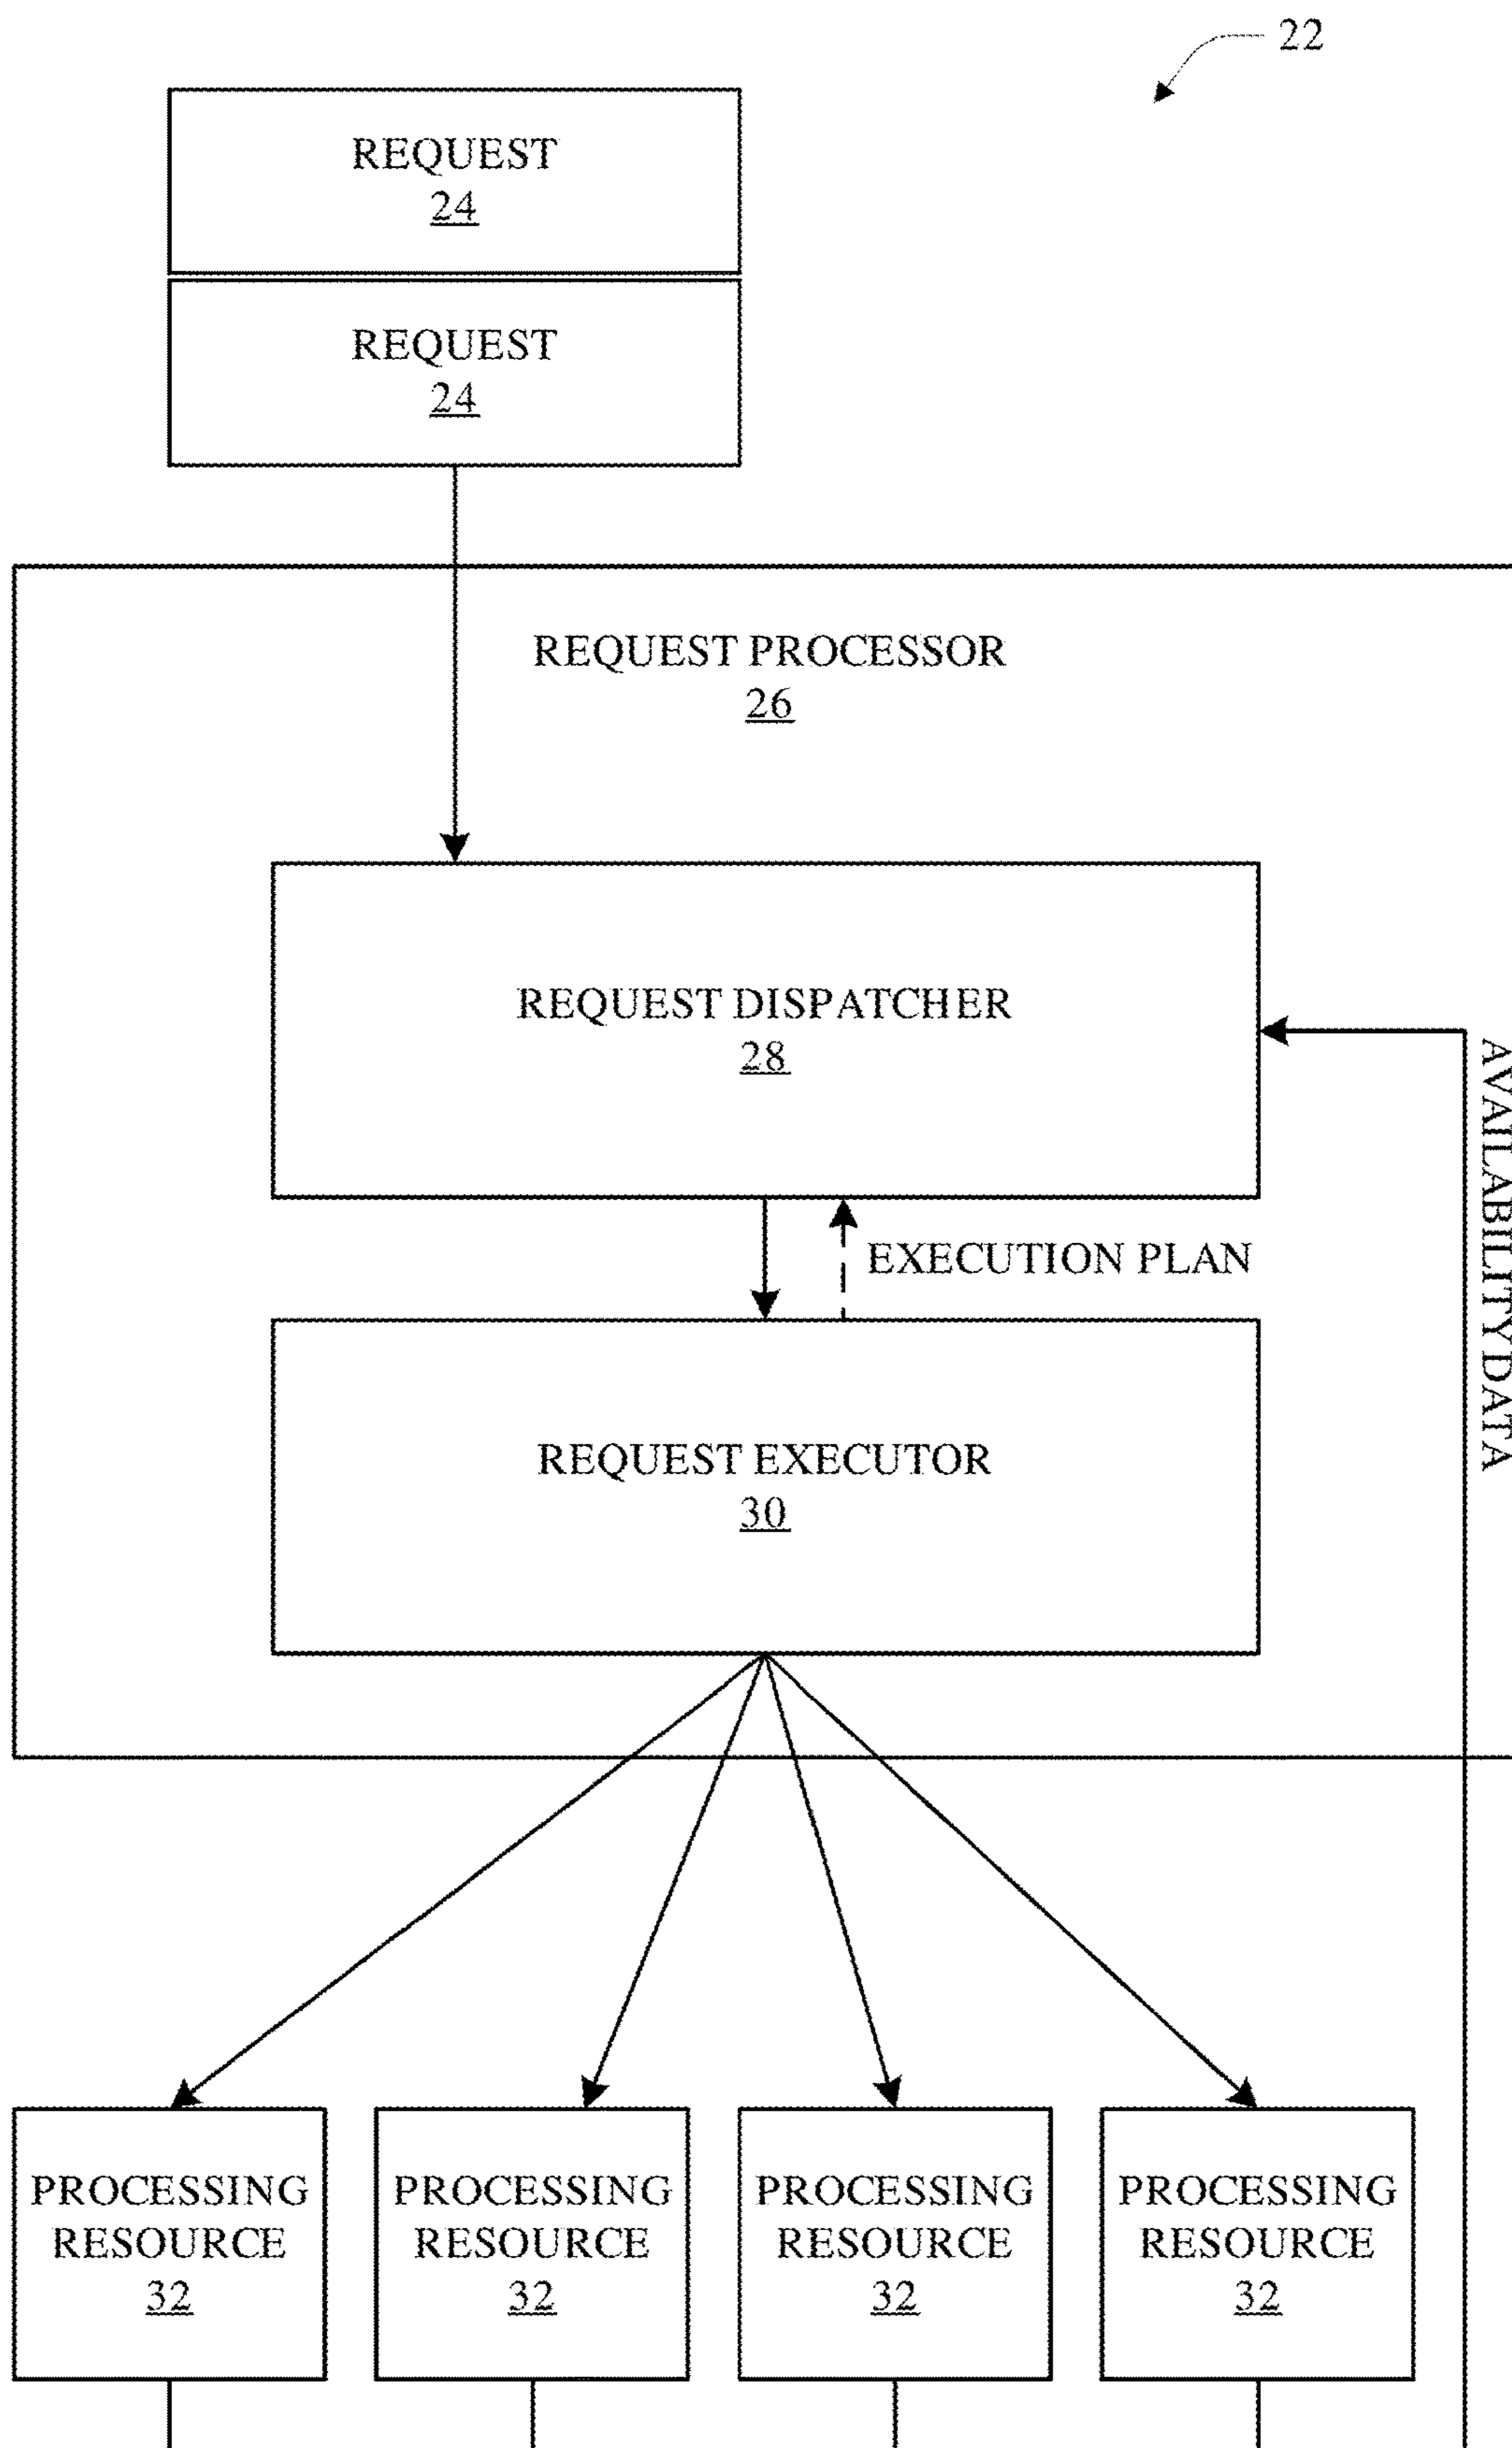 22
REQUEST
24
REQUEST
24
REQUEST PROCESSOR
26
REQUEST DISPATCHER
28
AVAILABILITY DATA
EXECUTION PLAN
REQUEST EXECUTOR
30
PROCESSING
RESOURCE
32
PROCESSING
RESOURCE
32
PROCESSING
RESOURCE
32
PROCESSING
RESOURCE
32